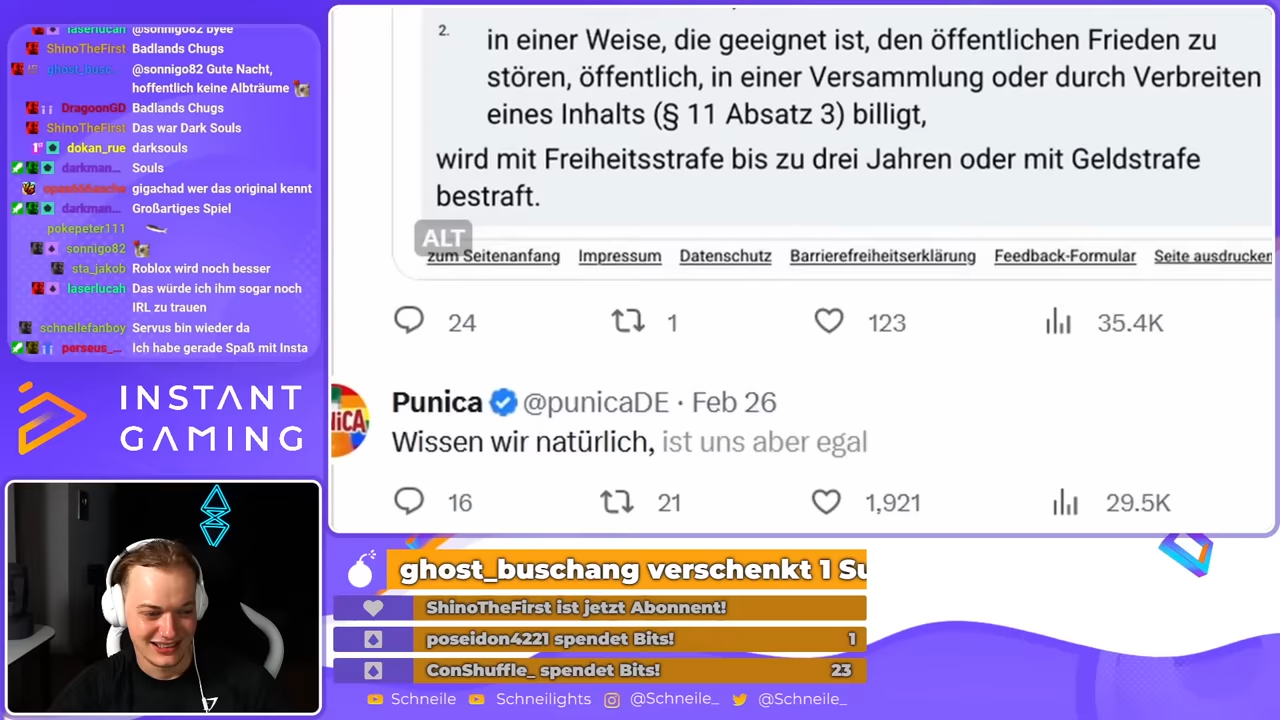 laserlucah @sonnigo82 byee
ShinoTheFirst Badlands Chugs
ghost_busc... @sonnigo82 Gute Nacht,
hoffentlich keine Albträume
DragoonGD Badlands Chugs
ShinoTheFirst Das war Dark Souls
dokan_rue darksouls
darkman... Souls
gigachad wer das original kennt
darkman... Großartiges Spiel
pokepeter111
sonnigo82
sta_jakob Roblox wird noch besser
laserlucah Das würde ich ihm sogar noch
IRL zu trauen
schneilefanboy Servus bin wieder da
perseus_... Ich habe gerade Spaß mit Insta
INSTANT
GAMING
2.
in einer Weise, die geeignet ist, den öffentlichen Frieden zu
stören, öffentlich, in einer Versammlung oder durch Verbreiten
eines Inhalts (§ 11 Absatz 3) billigt,
wird mit Freiheitsstrafe bis zu drei Jahren oder mit Geldstrafe
bestraft.
ALT
zum Seitenanfang Impressum Datenschutz Barrierefreiheitserklärung Feedback-Formular Seite ausdrucken
24 1 123 35.4K
Punica @punicaDE · Feb 26
Wissen wir natürlich, ist uns aber egal
16 21 1,921 29.5K
ghost_buschang verschenkt 1 Su
ShinoTheFirst ist jetzt Abonnent!
poseidon4221 spendet Bits! 1
ConShuffle_ spendet Bits! 23
Schneile Schneilights @Schneile_ @Schneile_